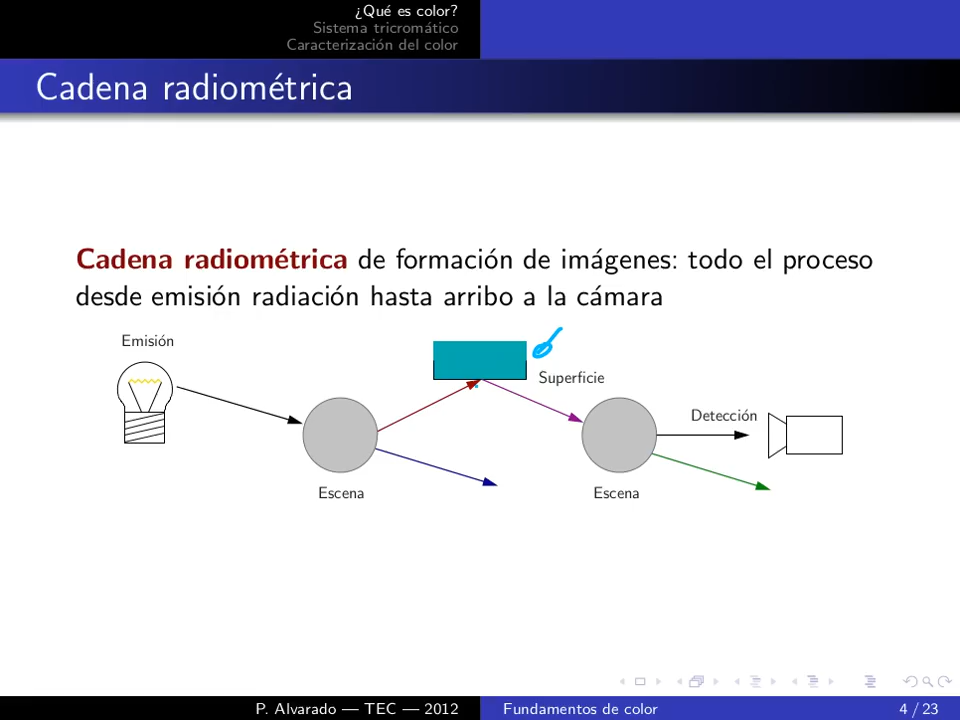 ¿Qué es color?
Sistema tricromático
Caracterización del color
Cadena radiométrica
Cadena radiométrica de formación de imágenes: todo el proceso
desde emisión radiación hasta arribo a la cámara
Emisión
Superficie
Detección
Escena
Escena
P. Alvarado — TEC — 2012
Fundamentos de color
4 / 23